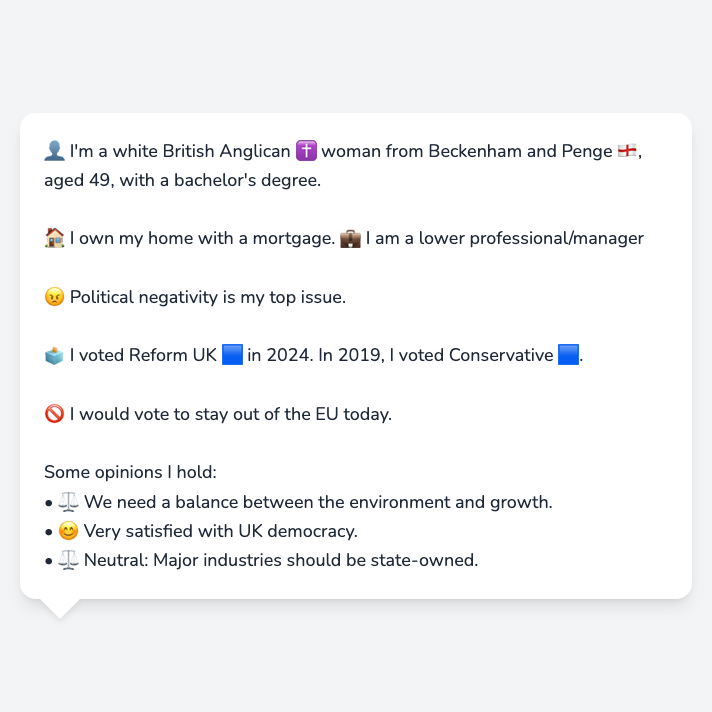 👤 I'm a white British Anglican ✝️ woman from Beckenham and Penge 🏴󠁧󠁢󠁥󠁮󠁧󠁿,
aged 49, with a bachelor's degree.
🏠 I own my home with a mortgage. 💼 I am a lower professional/manager
😠 Political negativity is my top issue.
🗳️ I voted Reform UK 🟦 in 2024. In 2019, I voted Conservative 🟦.
🚫 I would vote to stay out of the EU today.
Some opinions I hold:
• ⚖️ We need a balance between the environment and growth.
• 😊 Very satisfied with UK democracy.
• ⚖️ Neutral: Major industries should be state-owned.